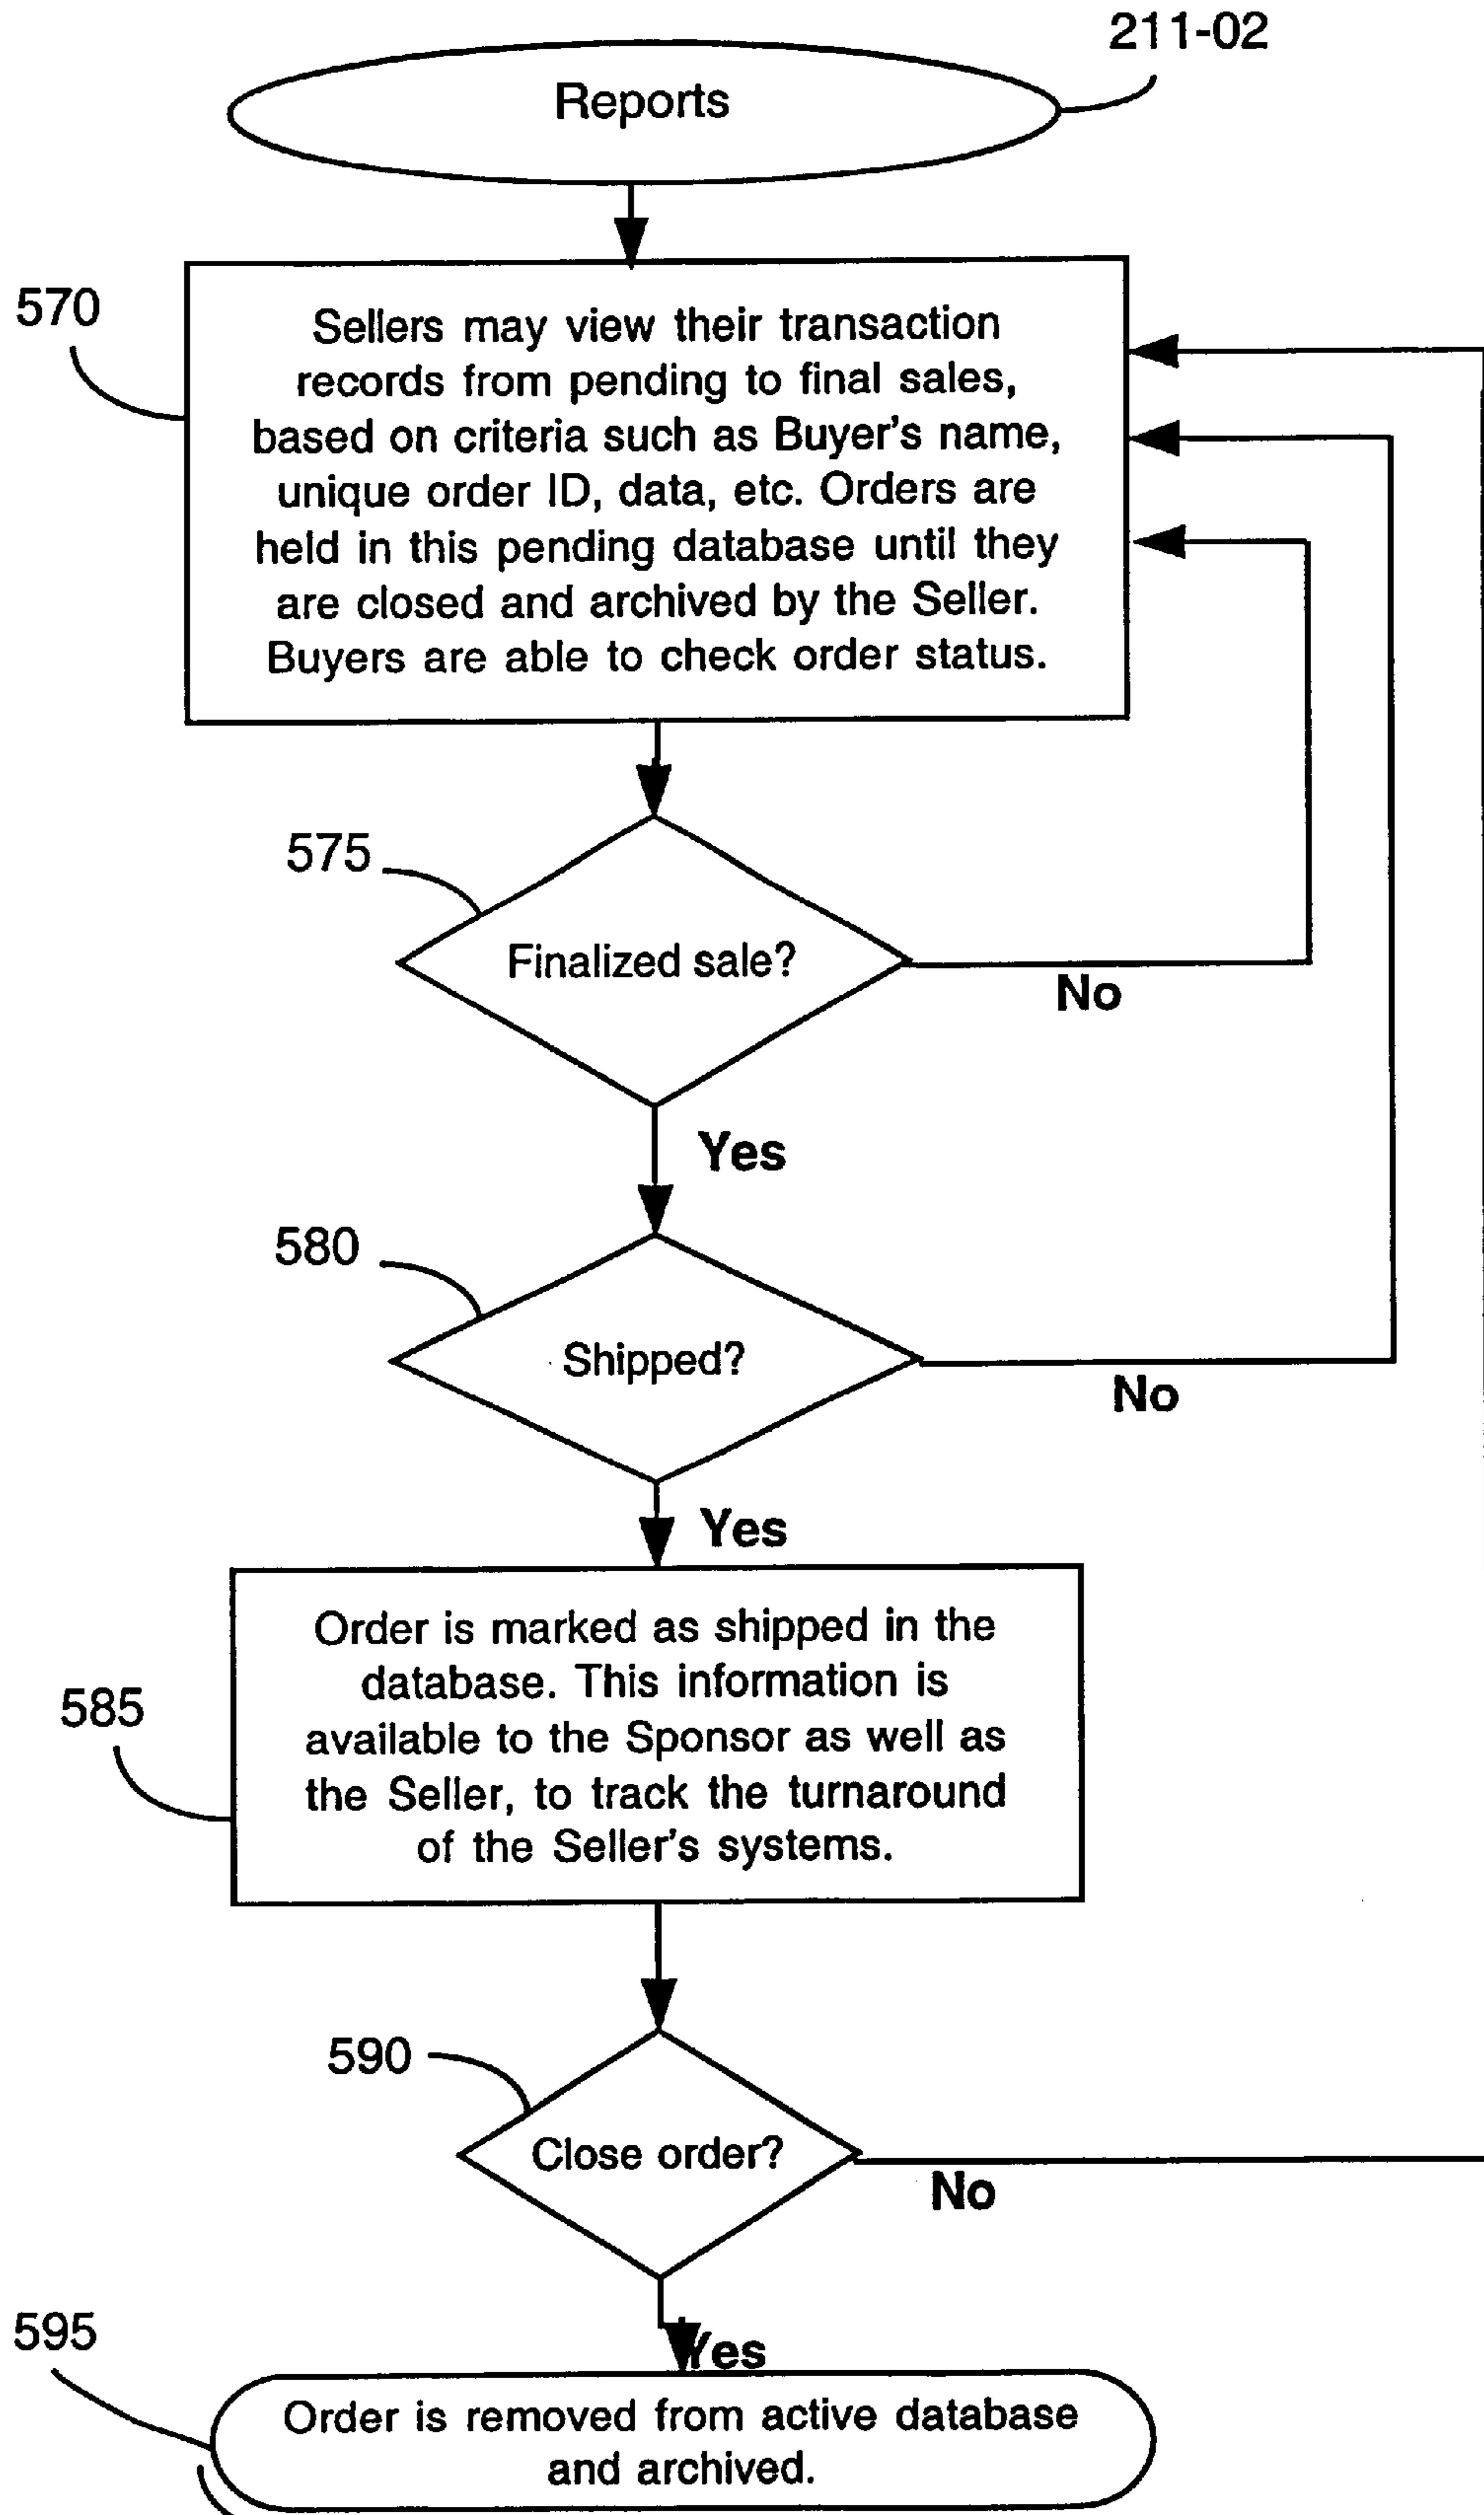 211-02
Reports
570
Sellers may view their transaction
records from pending to final sales,
based on criteria such as Buyer's name,
unique order ID, data, etc. Orders are
held in this pending database until they
are closed and archived by the Seller.
Buyers are able to check order status.
575
Finalized sale?
No
Yes
580
Shipped?
No
Yes
585
Order is marked as shipped in the
database. This information is
available to the Sponsor as well as
the Seller, to track the turnaround
of the Seller's systems.
590
Close order?
No
Yes
595
Order is removed from active database
and archived.